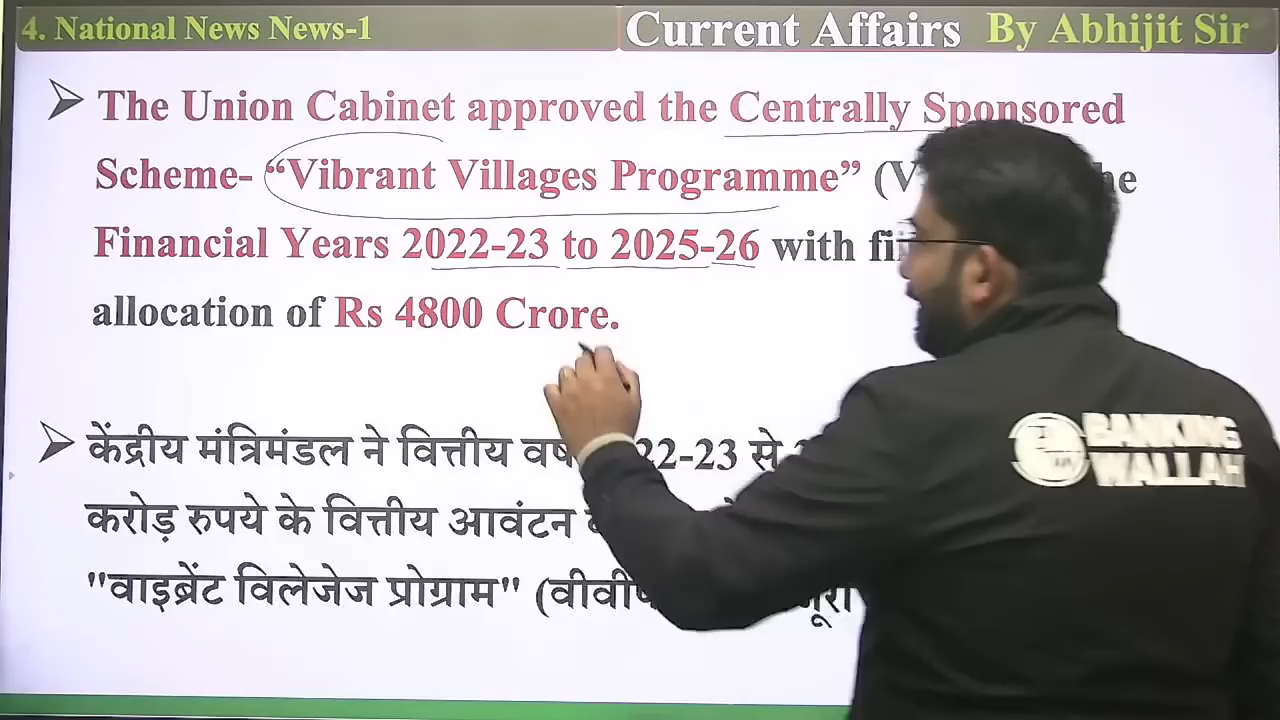 4. National News News-1
Current Affairs By Abhijit Sir
The Union Cabinet approved the Centrally Sponsored
Scheme- “Vibrant Villages Programme”
Financial Years 2022-23 to 2025-26 with
allocation of Rs 4800 Crore.
केंद्रीय मंत्रिमंडल ने वित्तीय 22-23 से
करोड़ रुपये के वित्तीय आवंटन
"वाइब्रेंट विलेजेज प्रोग्राम"
BANKING
WALLAH